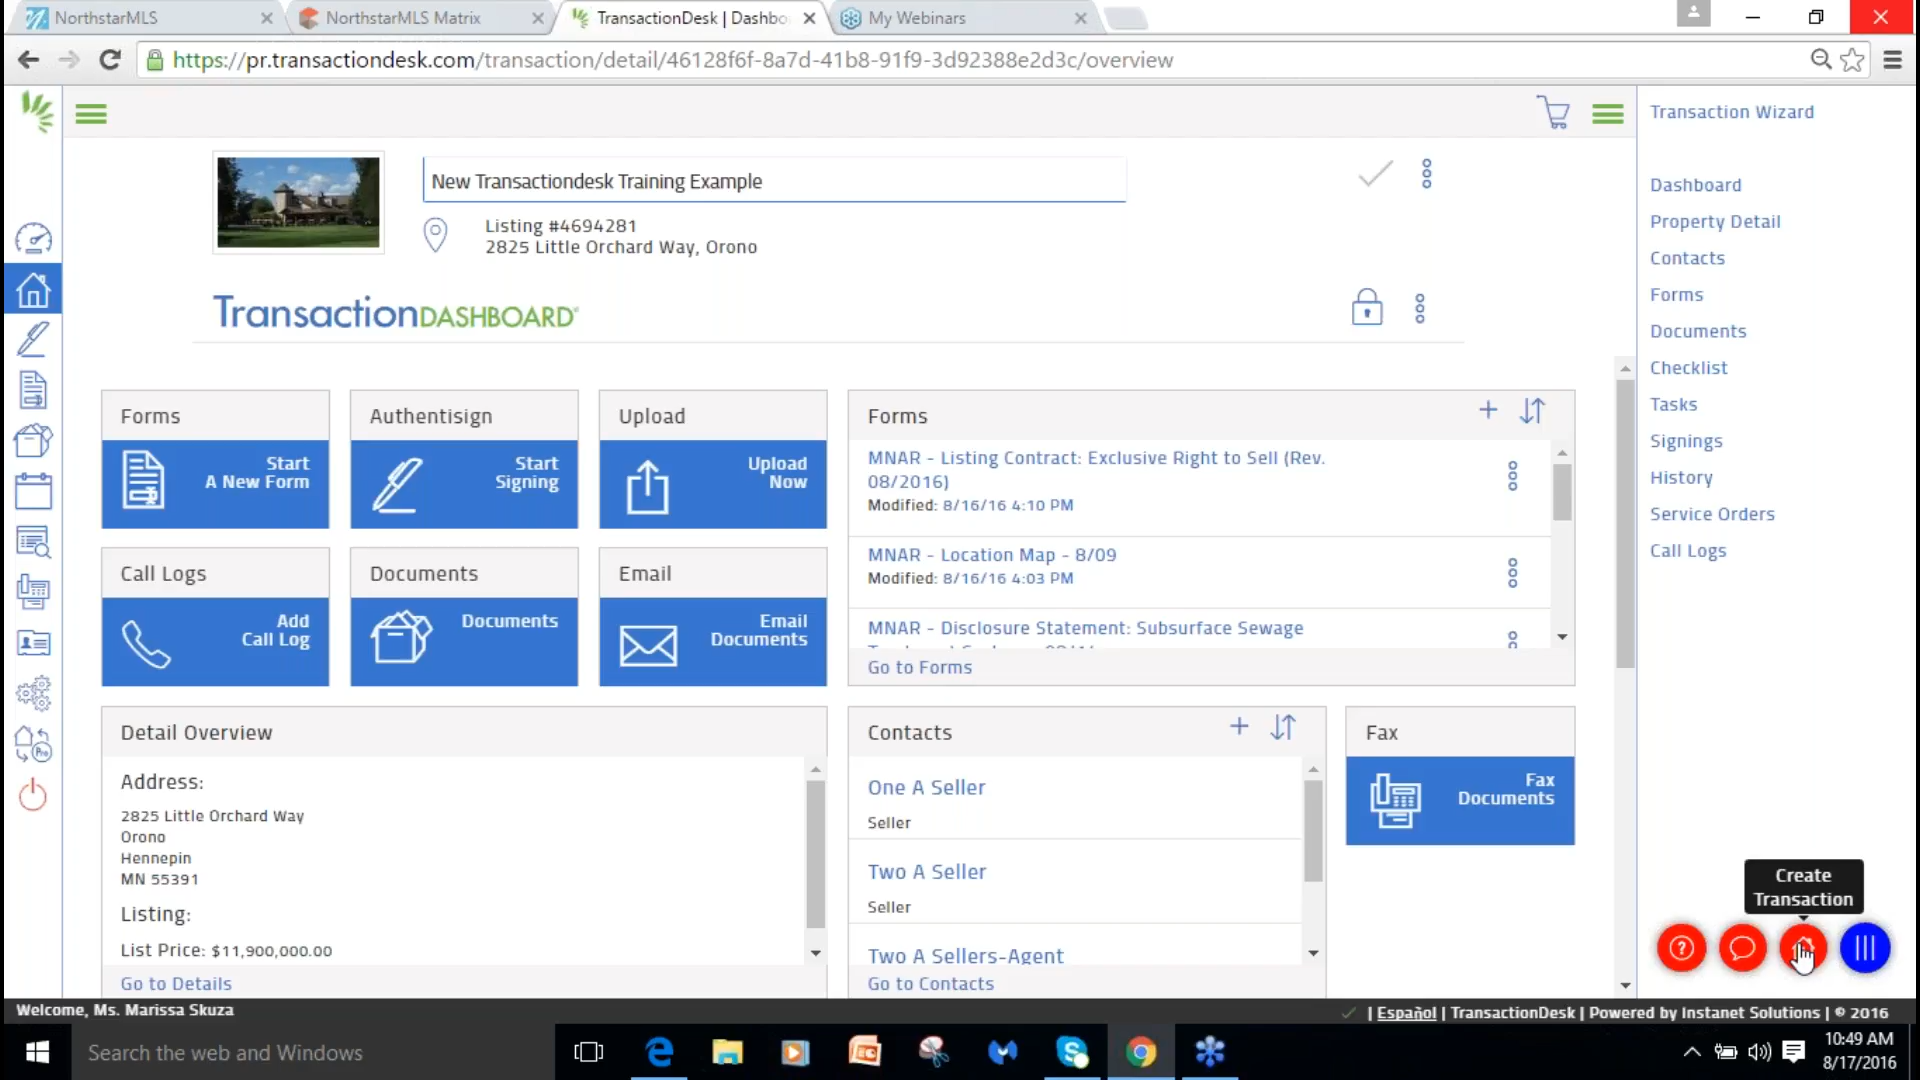 NorthstarMLS
NorthstarMLS Matrix
TransactionDesk | Dashbo
My Webinars
https://pr.transactiondesk.com/transaction/detail/46128f6f-8a7d-41b8-91f9-3d92388e2d3c/overview
New Transactiondesk Training Example
Listing #4694281
2825 Little Orchard Way, Orono
TransactionDASHBOARD
Transaction Wizard
Dashboard
Property Detail
Contacts
Forms
Documents
Checklist
Tasks
Signings
History
Service Orders
Call Logs
Forms
Start
A New Form
Authentisign
Start
Signing
Upload
Upload
Now
Call Logs
Add
Call Log
Documents
Documents
Email
Email
Documents
Forms
MNAR - Listing Contract: Exclusive Right to Sell (Rev.
08/2016)
Modified: 8/16/16 4:10 PM
MNAR - Location Map - 8/09
Modified: 8/16/16 4:03 PM
MNAR - Disclosure Statement: Subsurface Sewage
Go to Forms
Detail Overview
Address:
2825 Little Orchard Way
Orono
Hennepin
MN 55391
Listing:
List Price: $11,900,000.00
Go to Details
Contacts
One A Seller
Seller
Two A Seller
Seller
Two A Sellers-Agent
Go to Contacts
Fax
Fax
Documents
Create
Transaction
Pro
Welcome, Ms. Marissa Skuza
| Español | TransactionDesk | Powered by Instanet Solutions | © 2016
Search the web and Windows
10:49 AM
8/17/2016